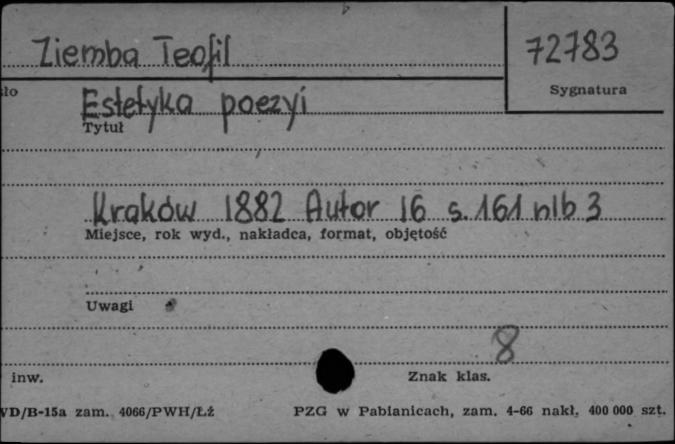 Ziemba Teofil
72783
Sygnatura
Estetyka poezyi
Tytuł
Kraków 1882 Autor 16 s. 161 nlb 3
Miejsce, rok wyd., nakładca, format, objętość
Uwagi
8
inw.
Znak klas.
VD/B-15a zam. 4066/PWH/Łź
PZG w Pabianicach, zam. 4-66 nakł. 400 000 szt.